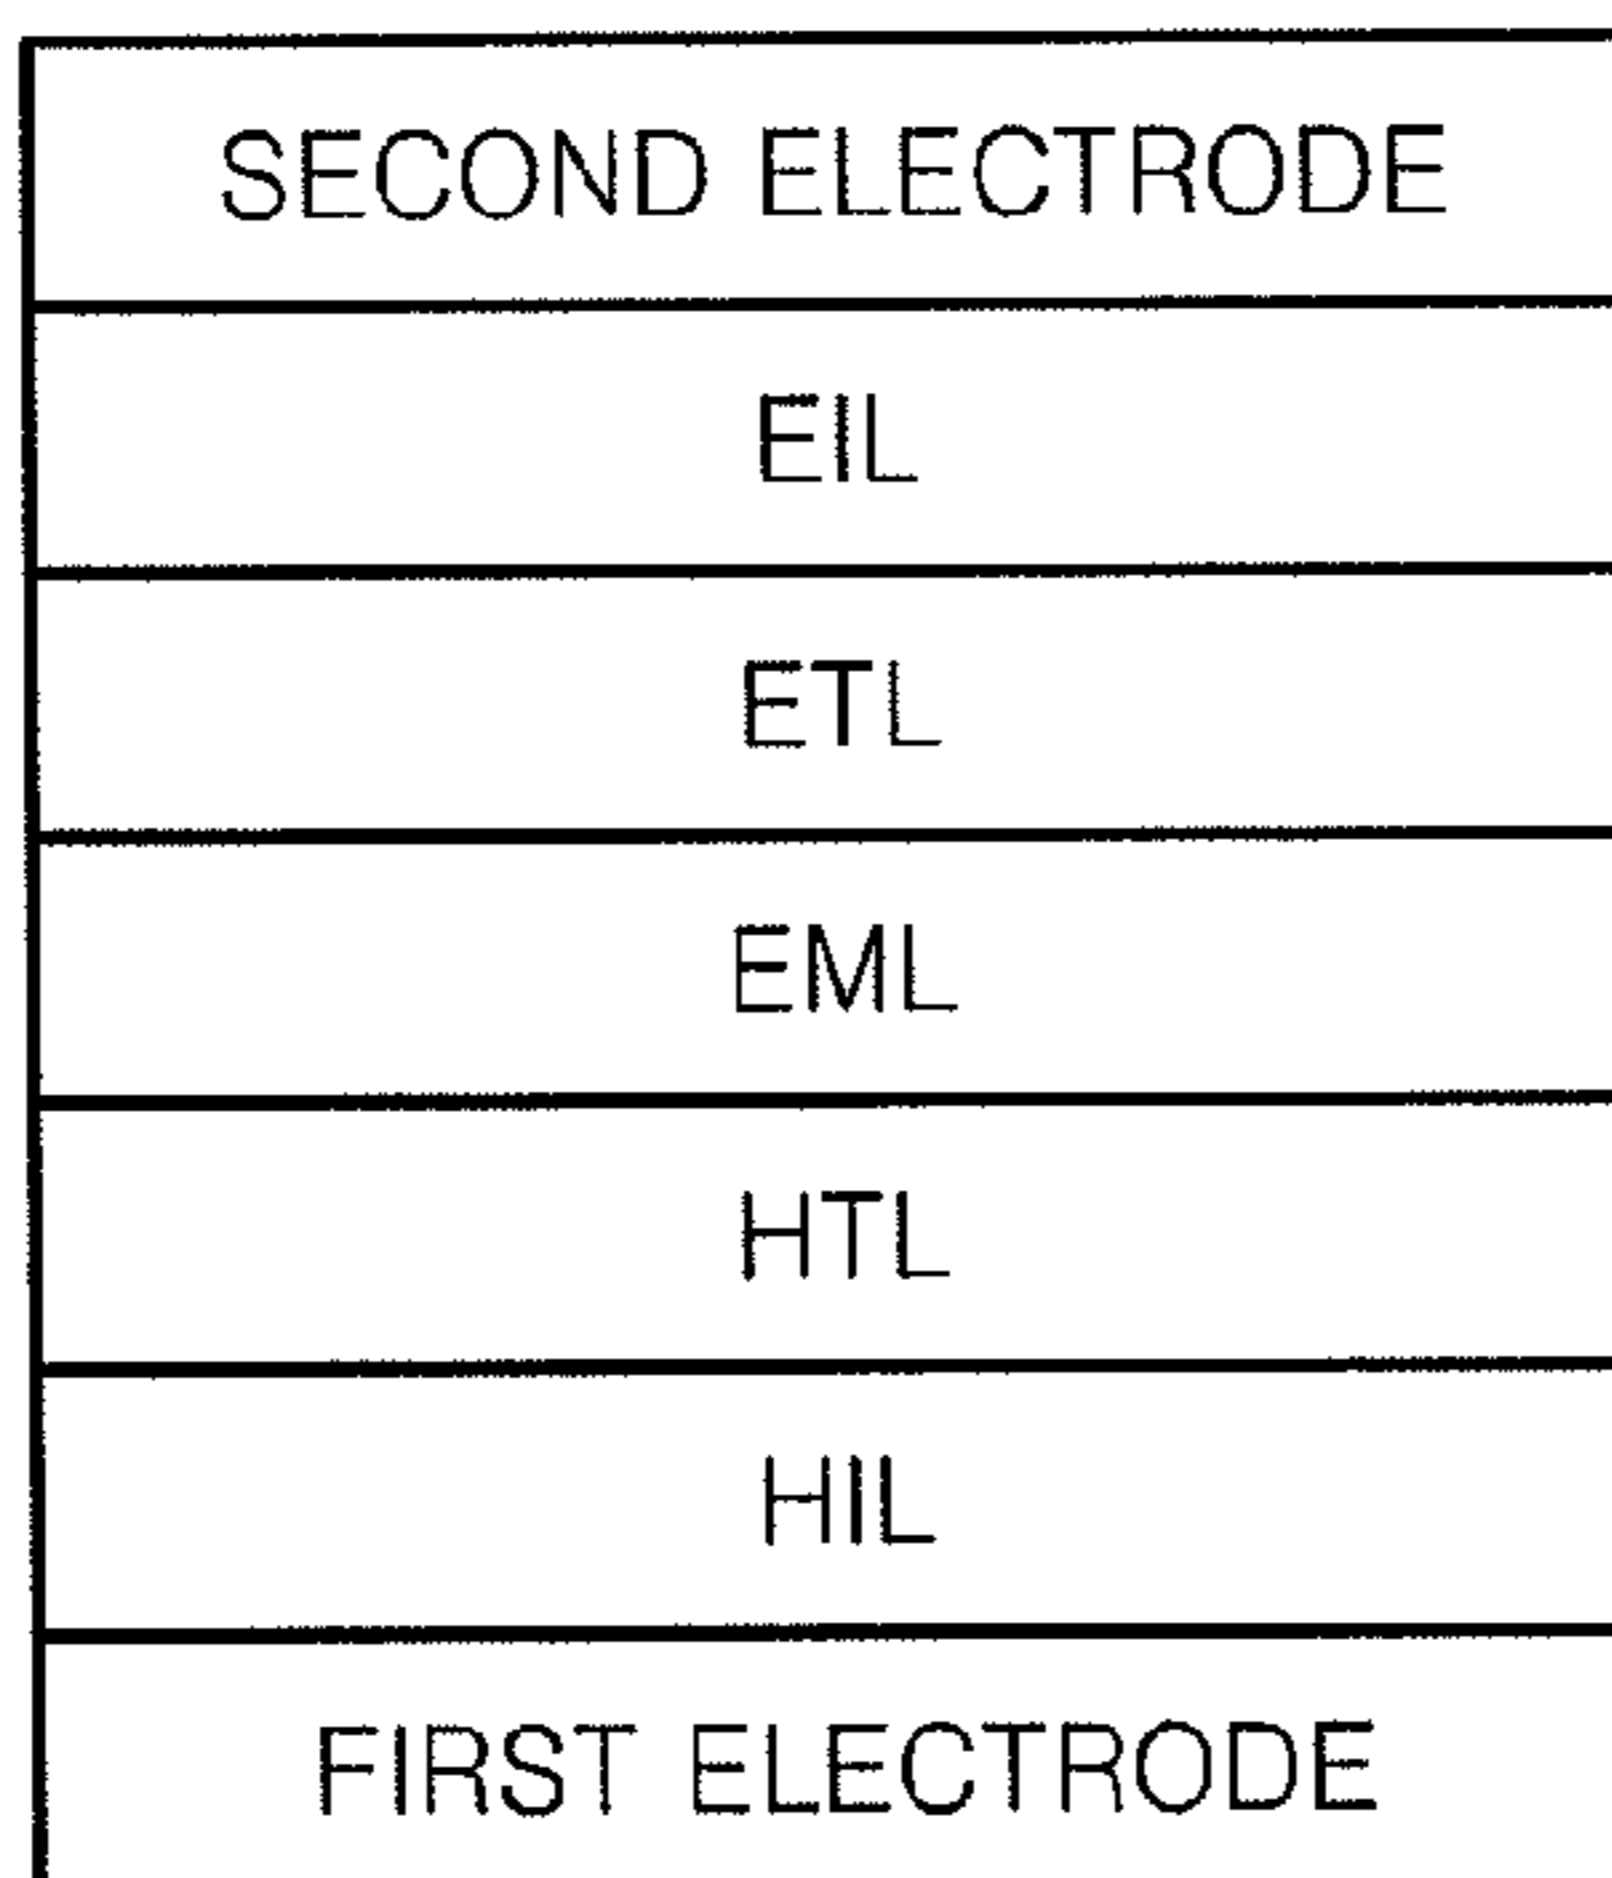 SECOND ELECTRODE
EIL
ETL
EML
HTL
HIL
FIRST ELECTRODE